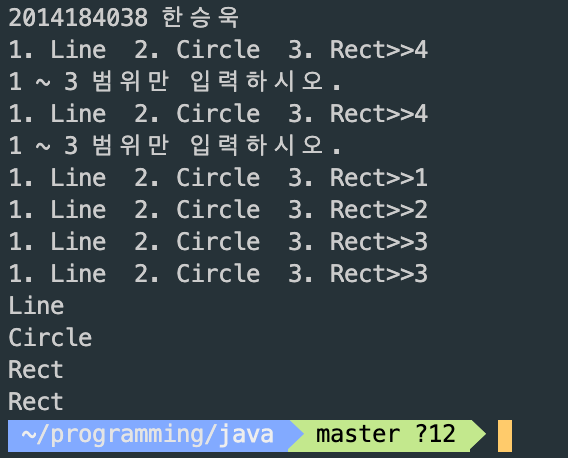 2014184038 한승욱
1. Line  2. Circle  3. Rect>>4
1 ~ 3 범위만 입력하시오.
1. Line  2. Circle  3. Rect>>4
1 ~ 3 범위만 입력하시오.
1. Line  2. Circle  3. Rect>>1
1. Line  2. Circle  3. Rect>>2
1. Line  2. Circle  3. Rect>>3
1. Line  2. Circle  3. Rect>>3
Line
Circle
Rect
Rect
~/programming/java  master ?12